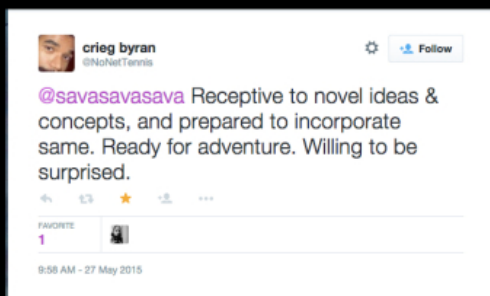 crieg byran
@NoNetTennis
Follow
@savasavasava Receptive to novel ideas &
concepts, and prepared to incorporate
same. Ready for adventure. Willing to be
surprised.
FAVORITE
1
9:58 AM - 27 May 2015